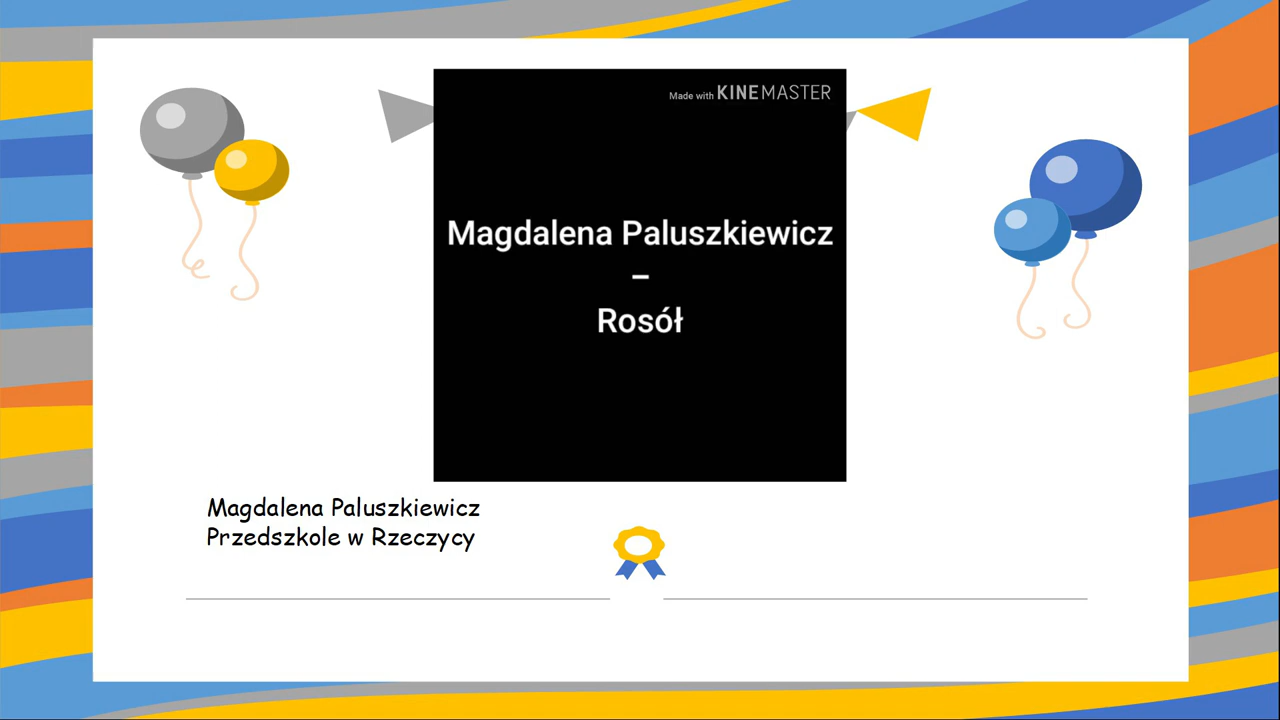 Made with KINEMASTER
Magdalena Paluszkiewicz
–
Rosół
Magdalena Paluszkiewicz
Przedszkole w Rzeczycy